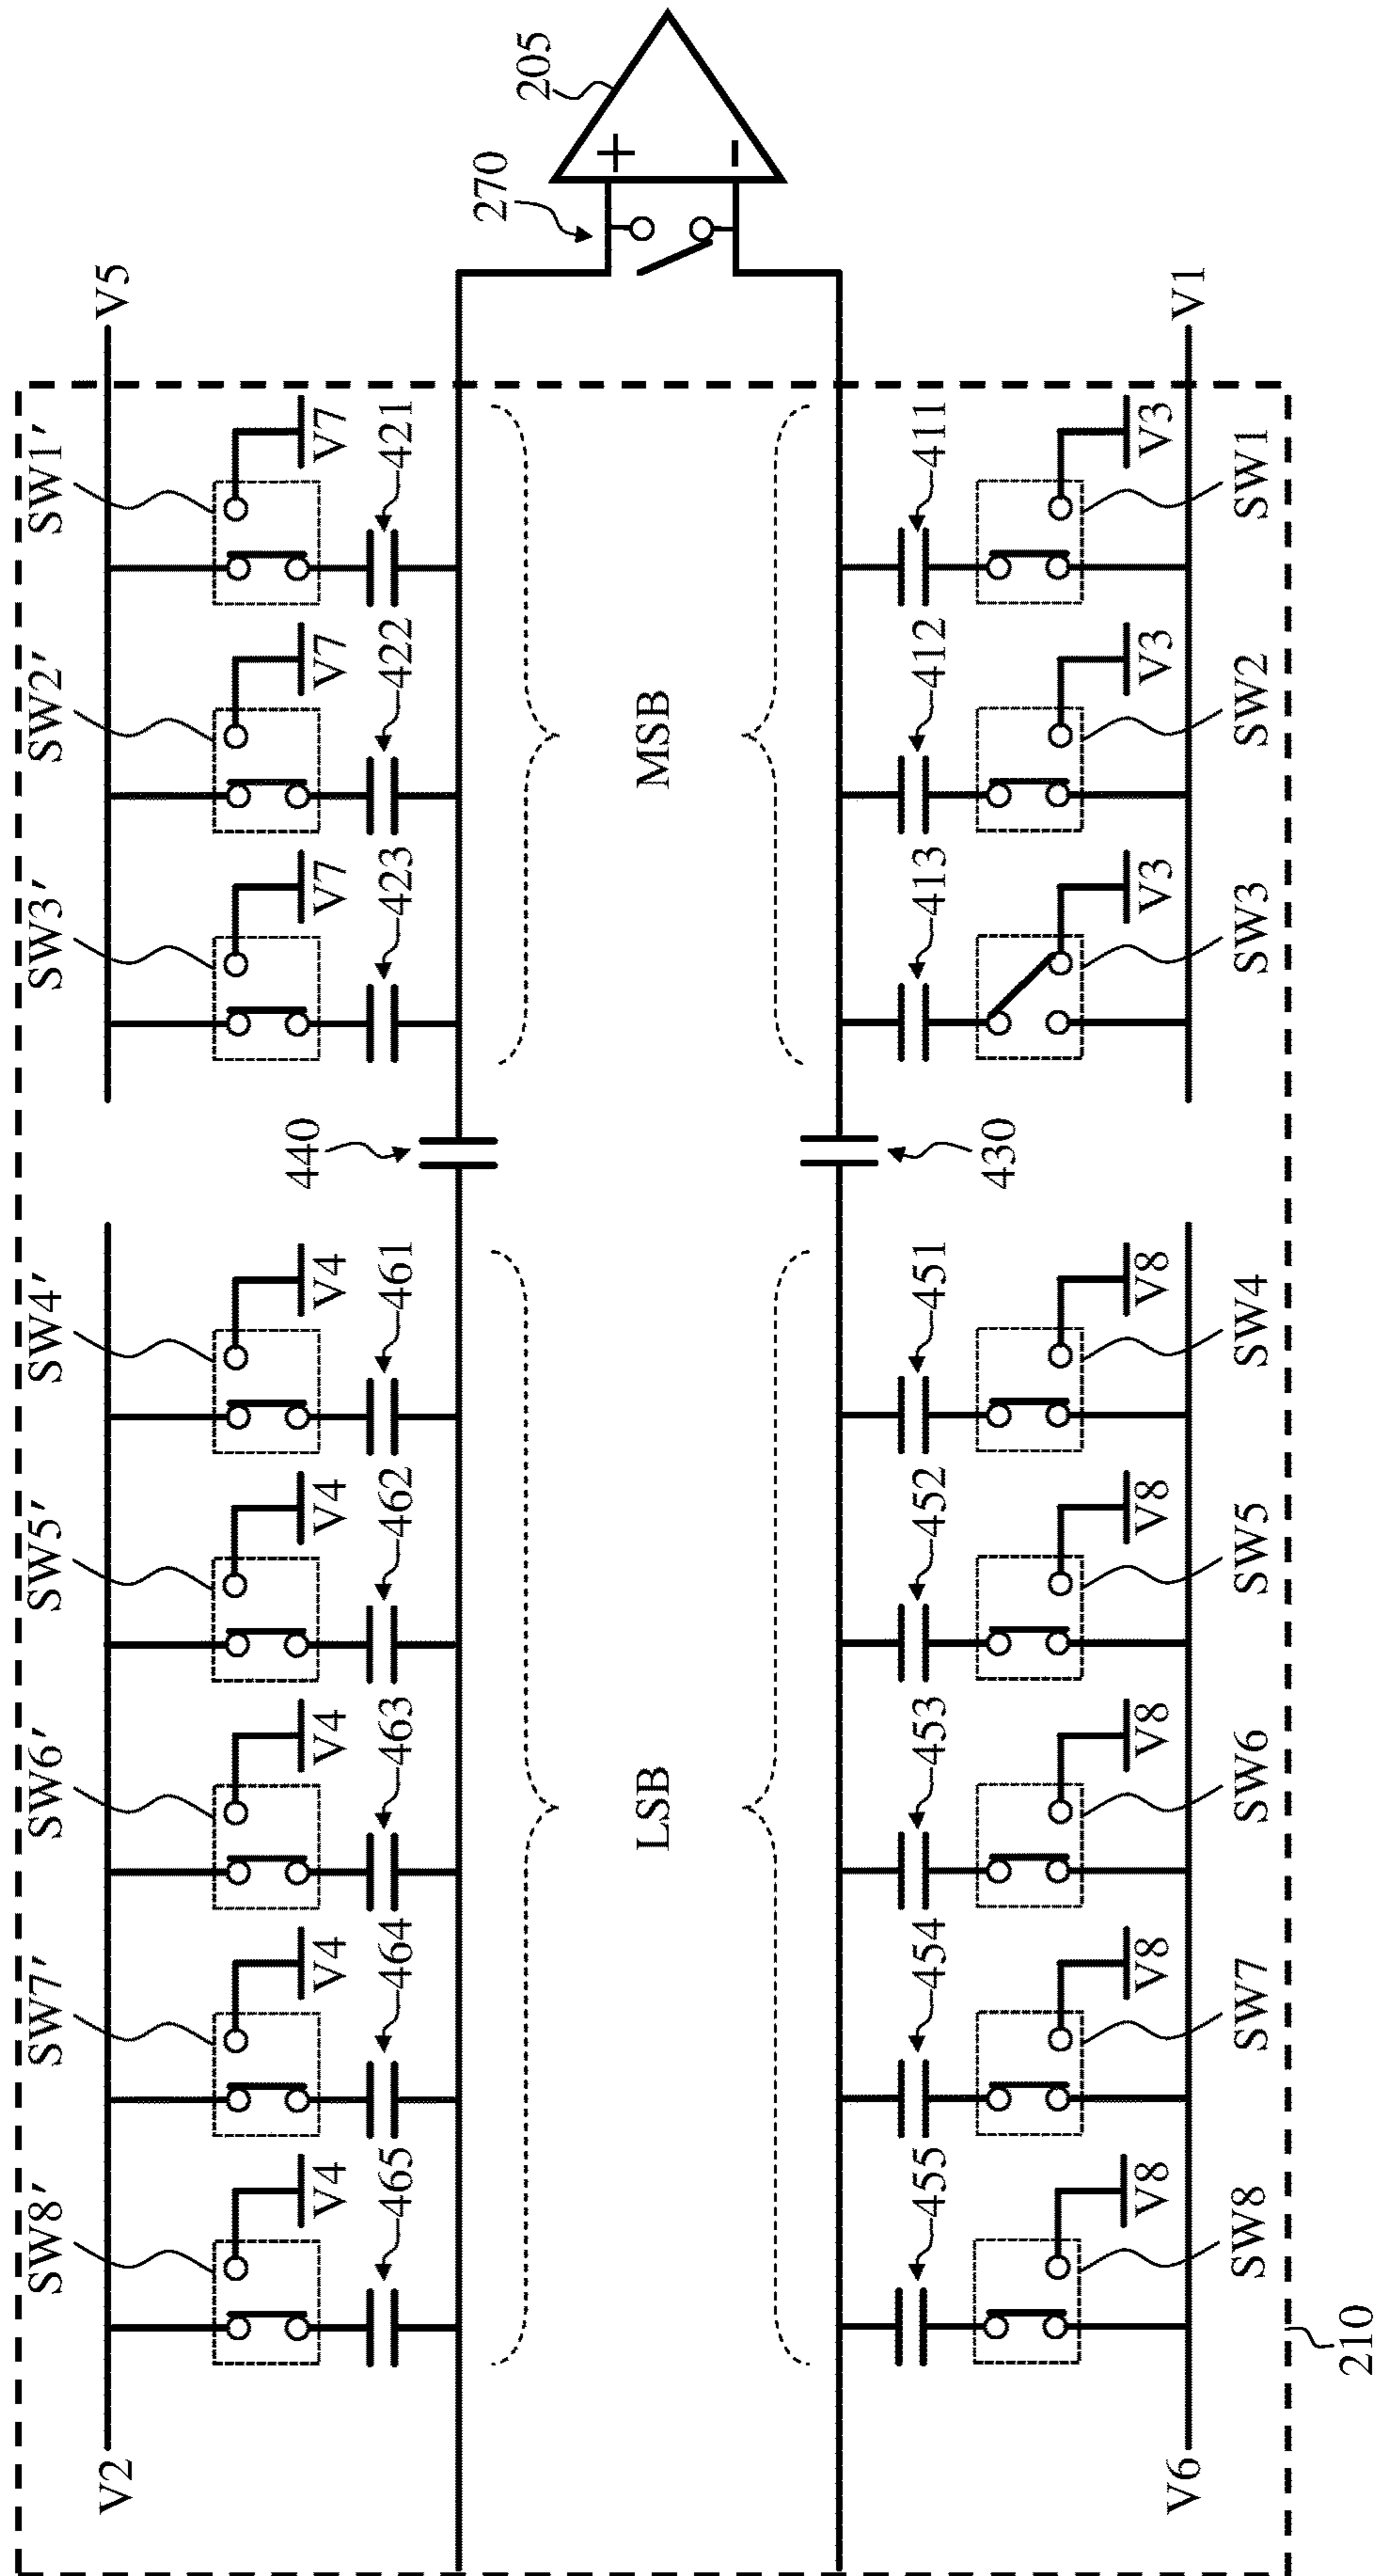 V2
V5
SW8′
SW7′
SW6′
SW5′
SW4′
SW3′
SW2′
SW1′
V4
V4
V4
V4
V4
V7
V7
V7
465
464
463
462
461
440
423
422
421
270
205
+
−
LSB
MSB
455
454
453
452
451
430
413
412
411
V8
V8
V8
V8
V8
V3
V3
V3
V6
V1
SW8
SW7
SW6
SW5
SW4
SW3
SW2
SW1
210